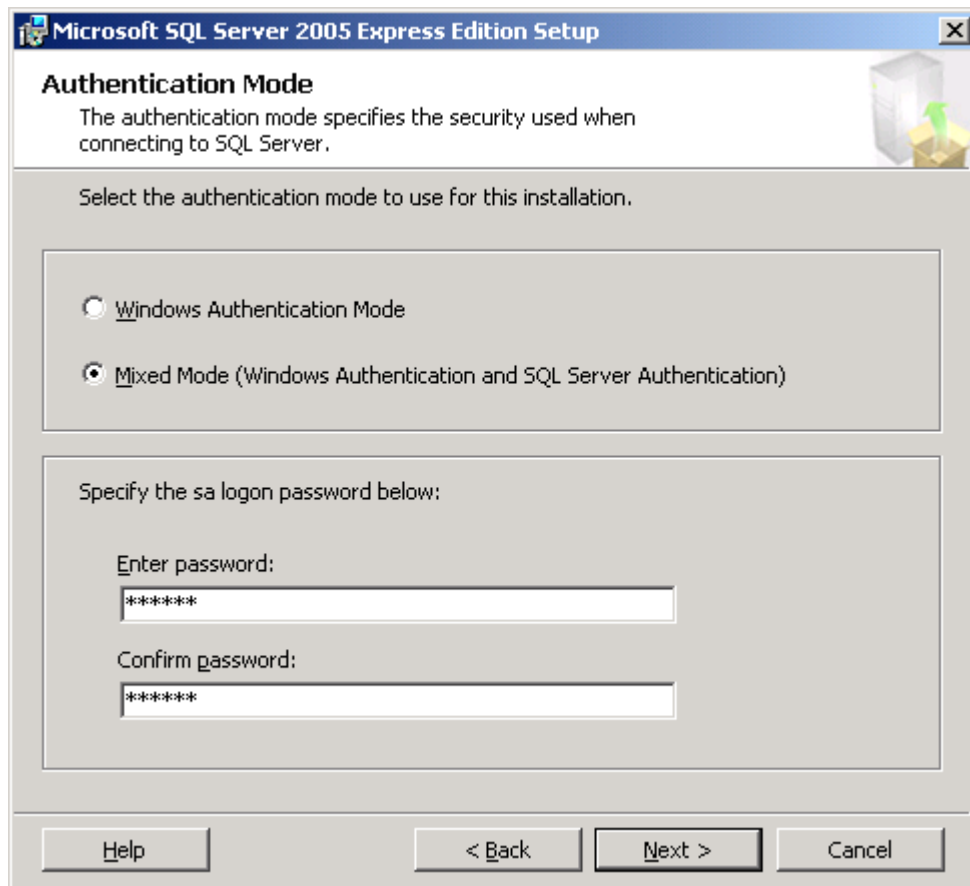 Microsoft SQL Server 2005 Express Edition Setup
Authentication Mode
The authentication mode specifies the security used when
connecting to SQL Server.
Select the authentication mode to use for this installation.
Windows Authentication Mode
Mixed Mode (Windows Authentication and SQL Server Authentication)
Specify the sa logon password below:
Enter password:
******
Confirm password:
******
Help
< Back
Next >
Cancel